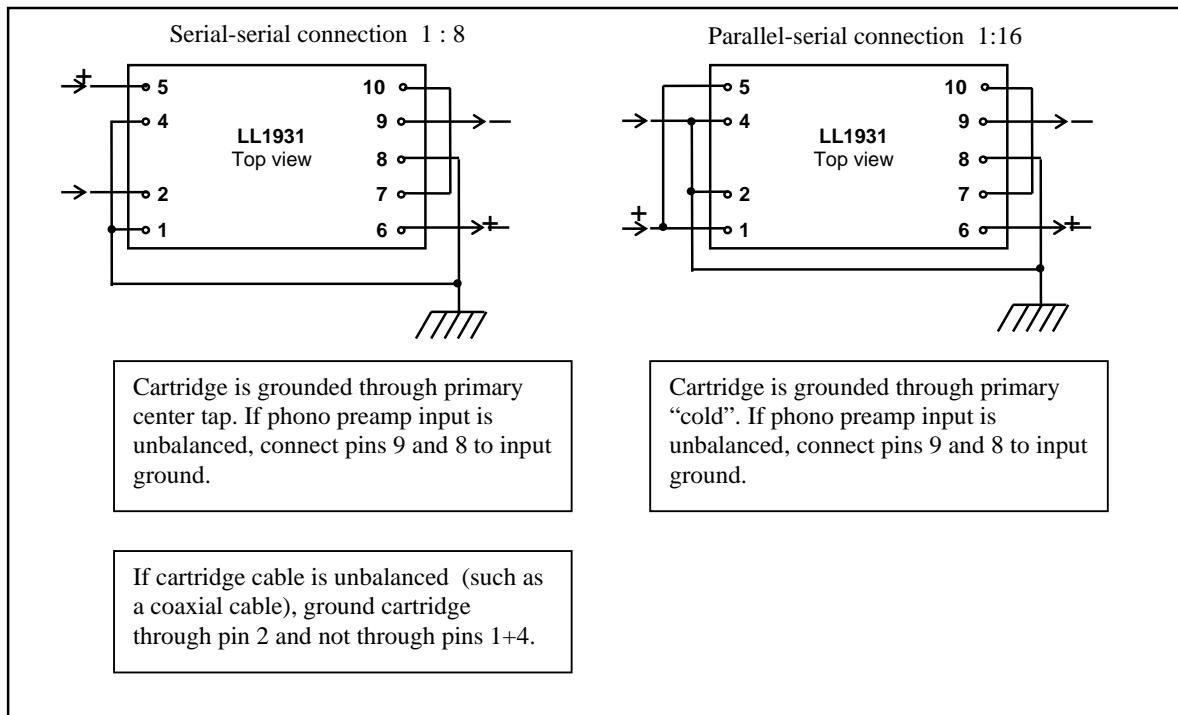 Serial-serial connection 1 : 8
+
5
4
2
1
LL1931
Top view
10
9
8
7
6
—
+
Parallel-serial connection 1:16
5
4
2
+
1
LL1931
Top view
10
9
8
7
6
—
+
Cartridge is grounded through primary
center tap. If phono preamp input is
unbalanced, connect pins 9 and 8 to input
ground.
Cartridge is grounded through primary
“cold”. If phono preamp input is
unbalanced, connect pins 9 and 8 to input
ground.
If cartridge cable is unbalanced (such as
a coaxial cable), ground cartridge
through pin 2 and not through pins 1+4.